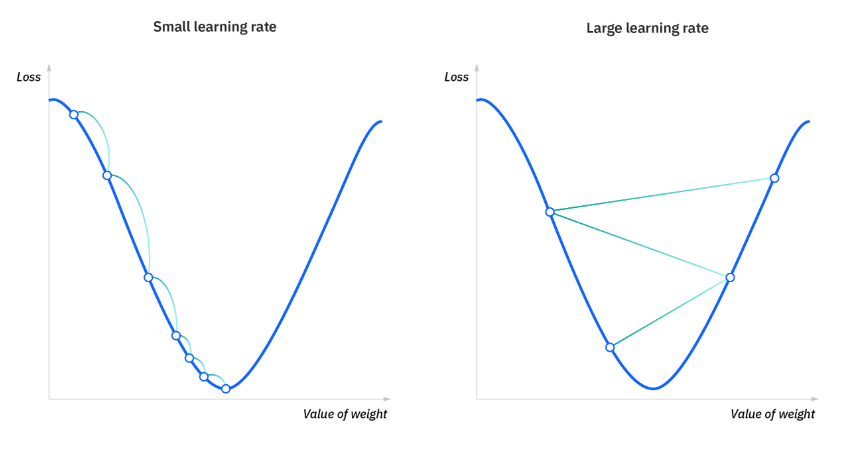 Small learning rate
Large learning rate
Loss
Loss
Value of weight
Value of weight